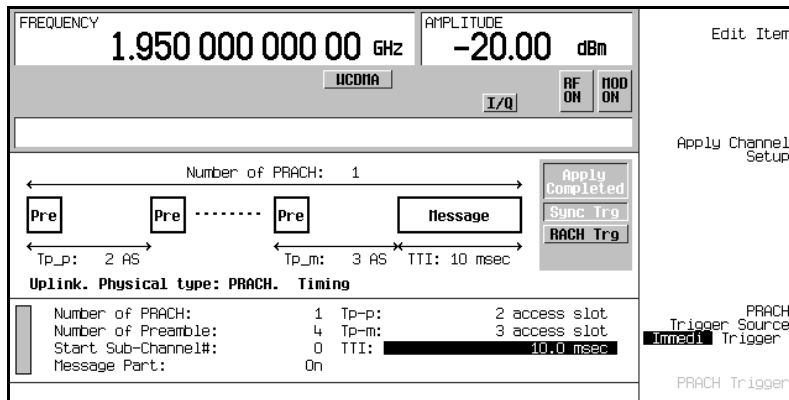 FREQUENCY
1.950 000 000 00 GHz
AMPLITUDE
-20.00 dBm
WCDMA
I/Q
RF ON
MOD ON
Edit Item
Apply Channel
Setup
Number of PRACH: 1
Pre
Pre
Pre
Message
Apply
Completed
Sync Trg
RACH Trg
Tp_p: 2 AS
Tp_m: 3 AS
TTI: 10 msec
Uplink. Physical type: PRACH. Timing
Number of PRACH: 1 Tp-p: 2 access slot
Number of Preamble: 4 Tp-m: 3 access slot
Start Sub-Channel#: 0 TTI: 10.0 msec
Message Part: On
PRACH
Trigger Source
Immedi Trigger
PRACH Trigger